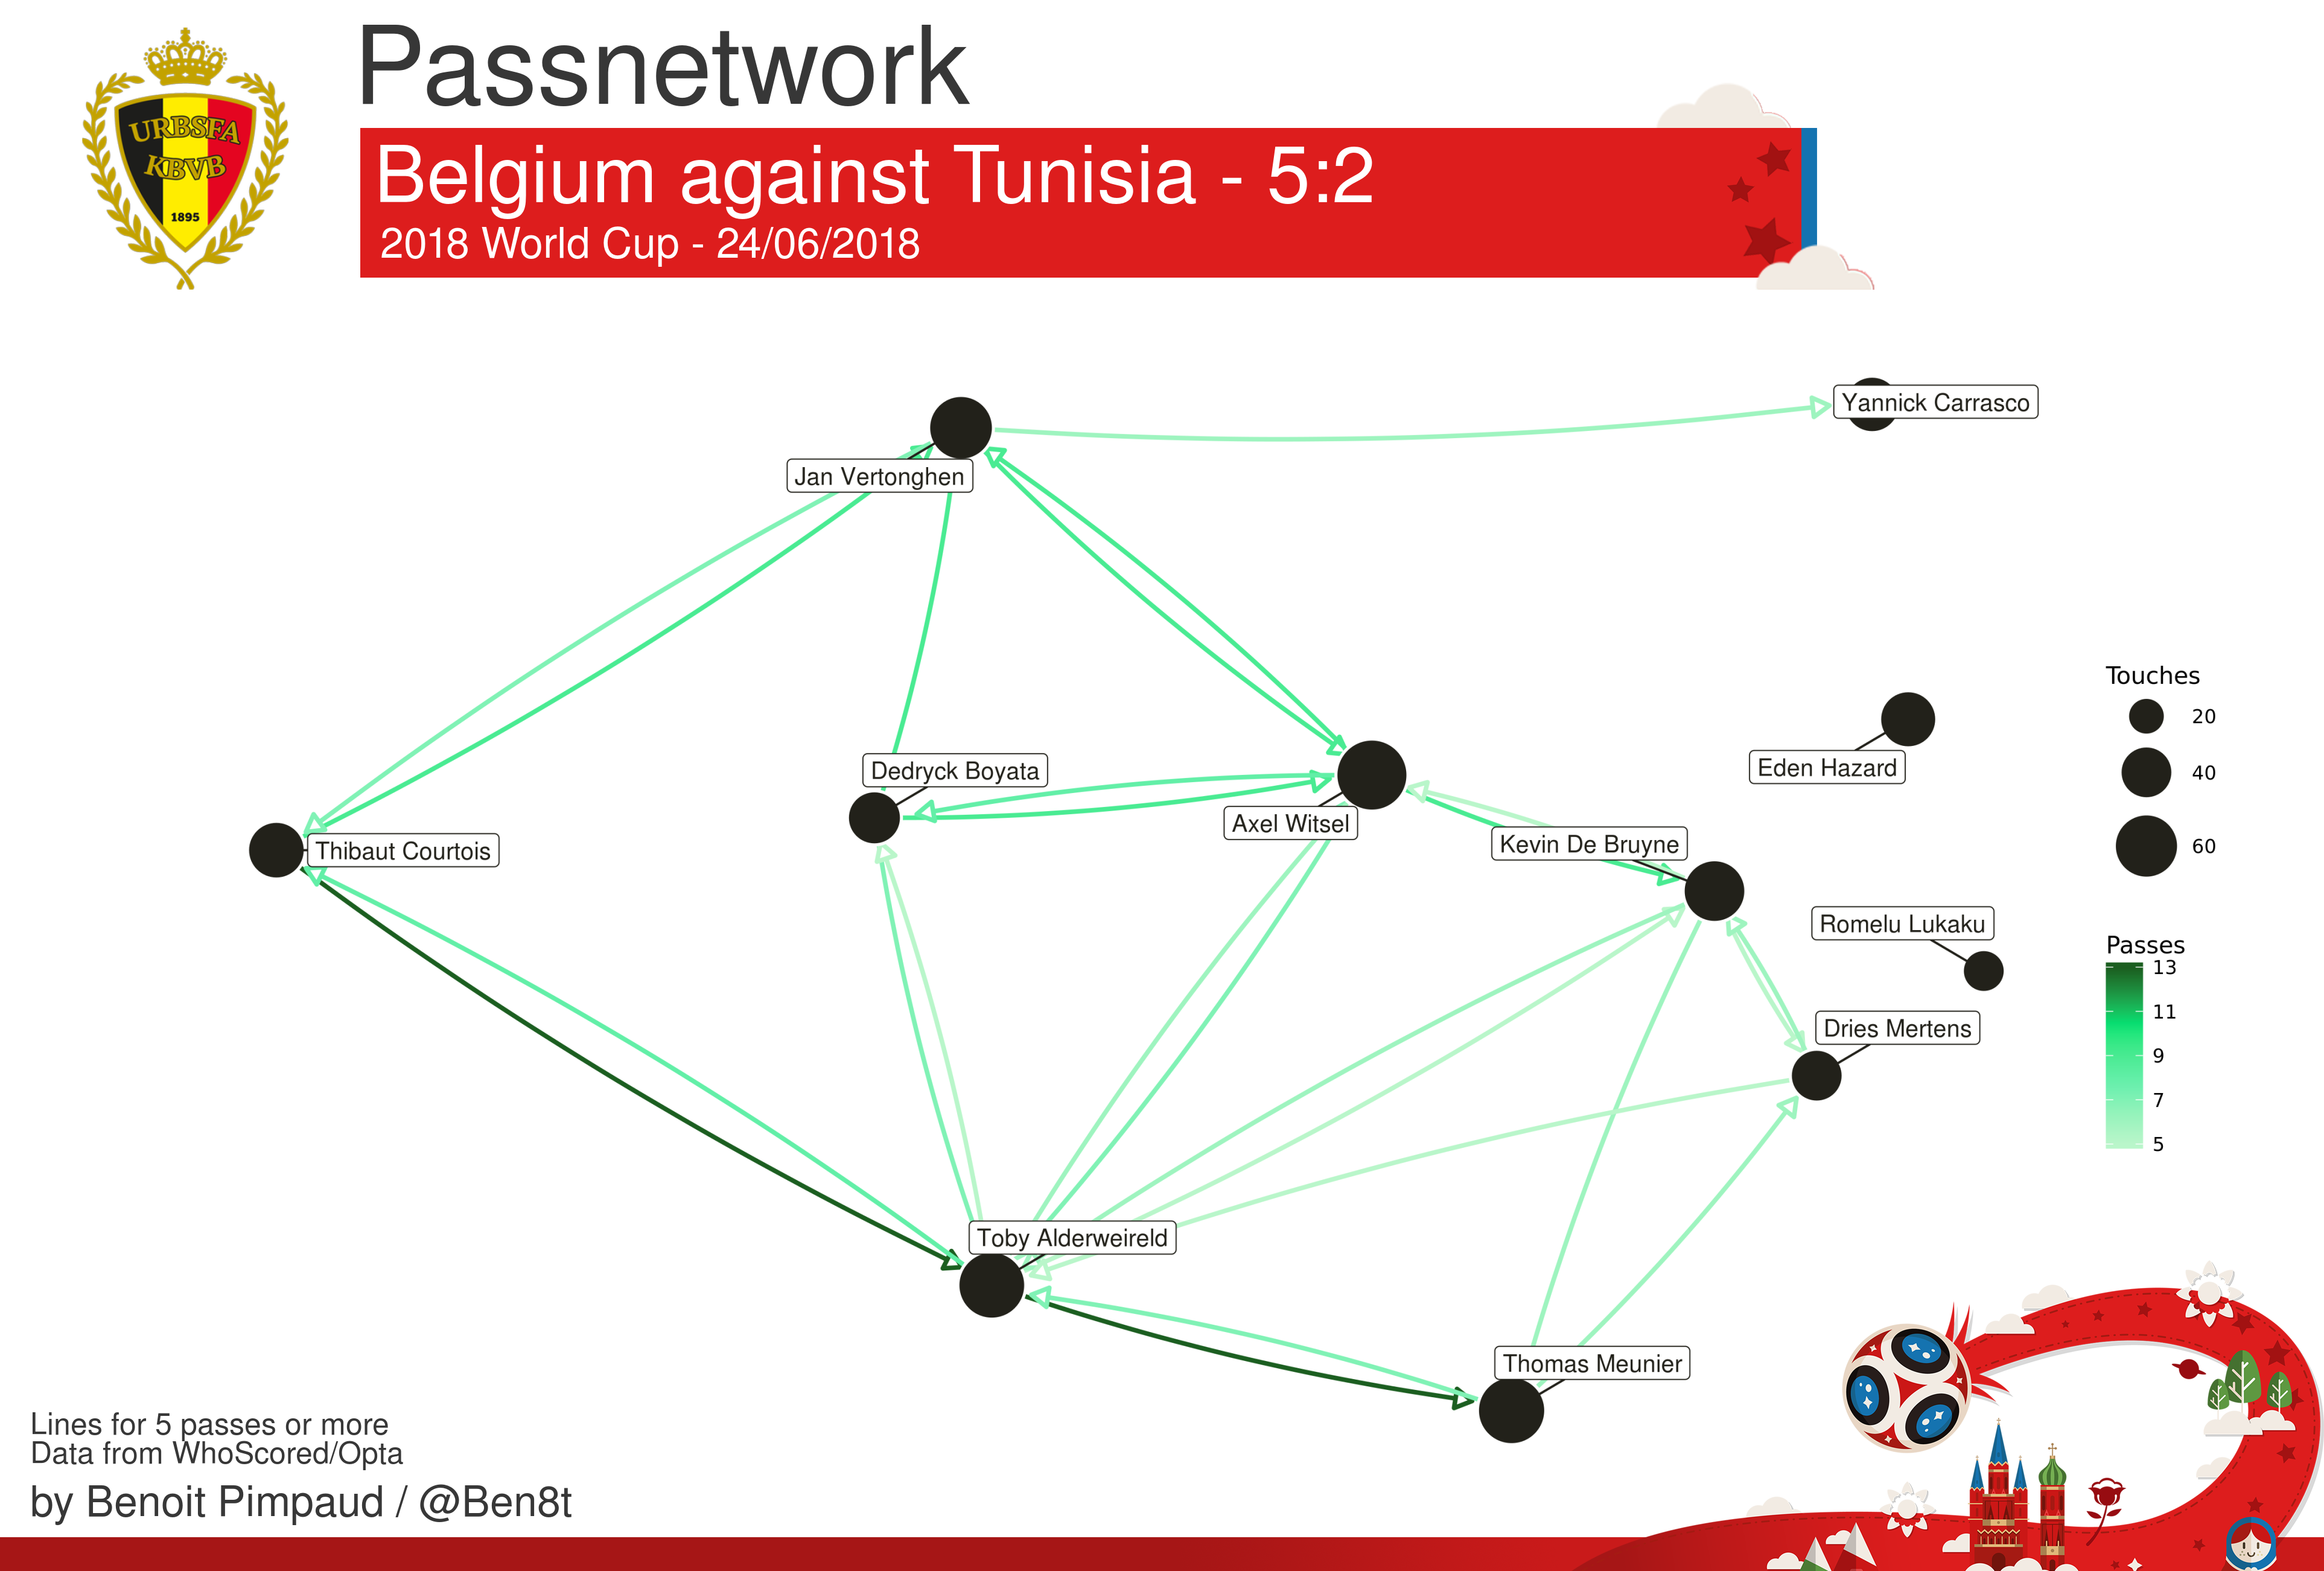 Passnetwork
URBSFA
KBVB
1895
Belgium against Tunisia - 5:2
2018 World Cup - 24/06/2018
Yannick Carrasco
Jan Vertonghen
Touches
20
40
60
Eden Hazard
Dedryck Boyata
Axel Witsel
Kevin De Bruyne
Thibaut Courtois
Romelu Lukaku
Passes
13
11
9
7
5
Dries Mertens
Toby Alderweireld
Thomas Meunier
Lines for 5 passes or more
Data from WhoScored/Opta
by Benoit Pimpaud / @Ben8t